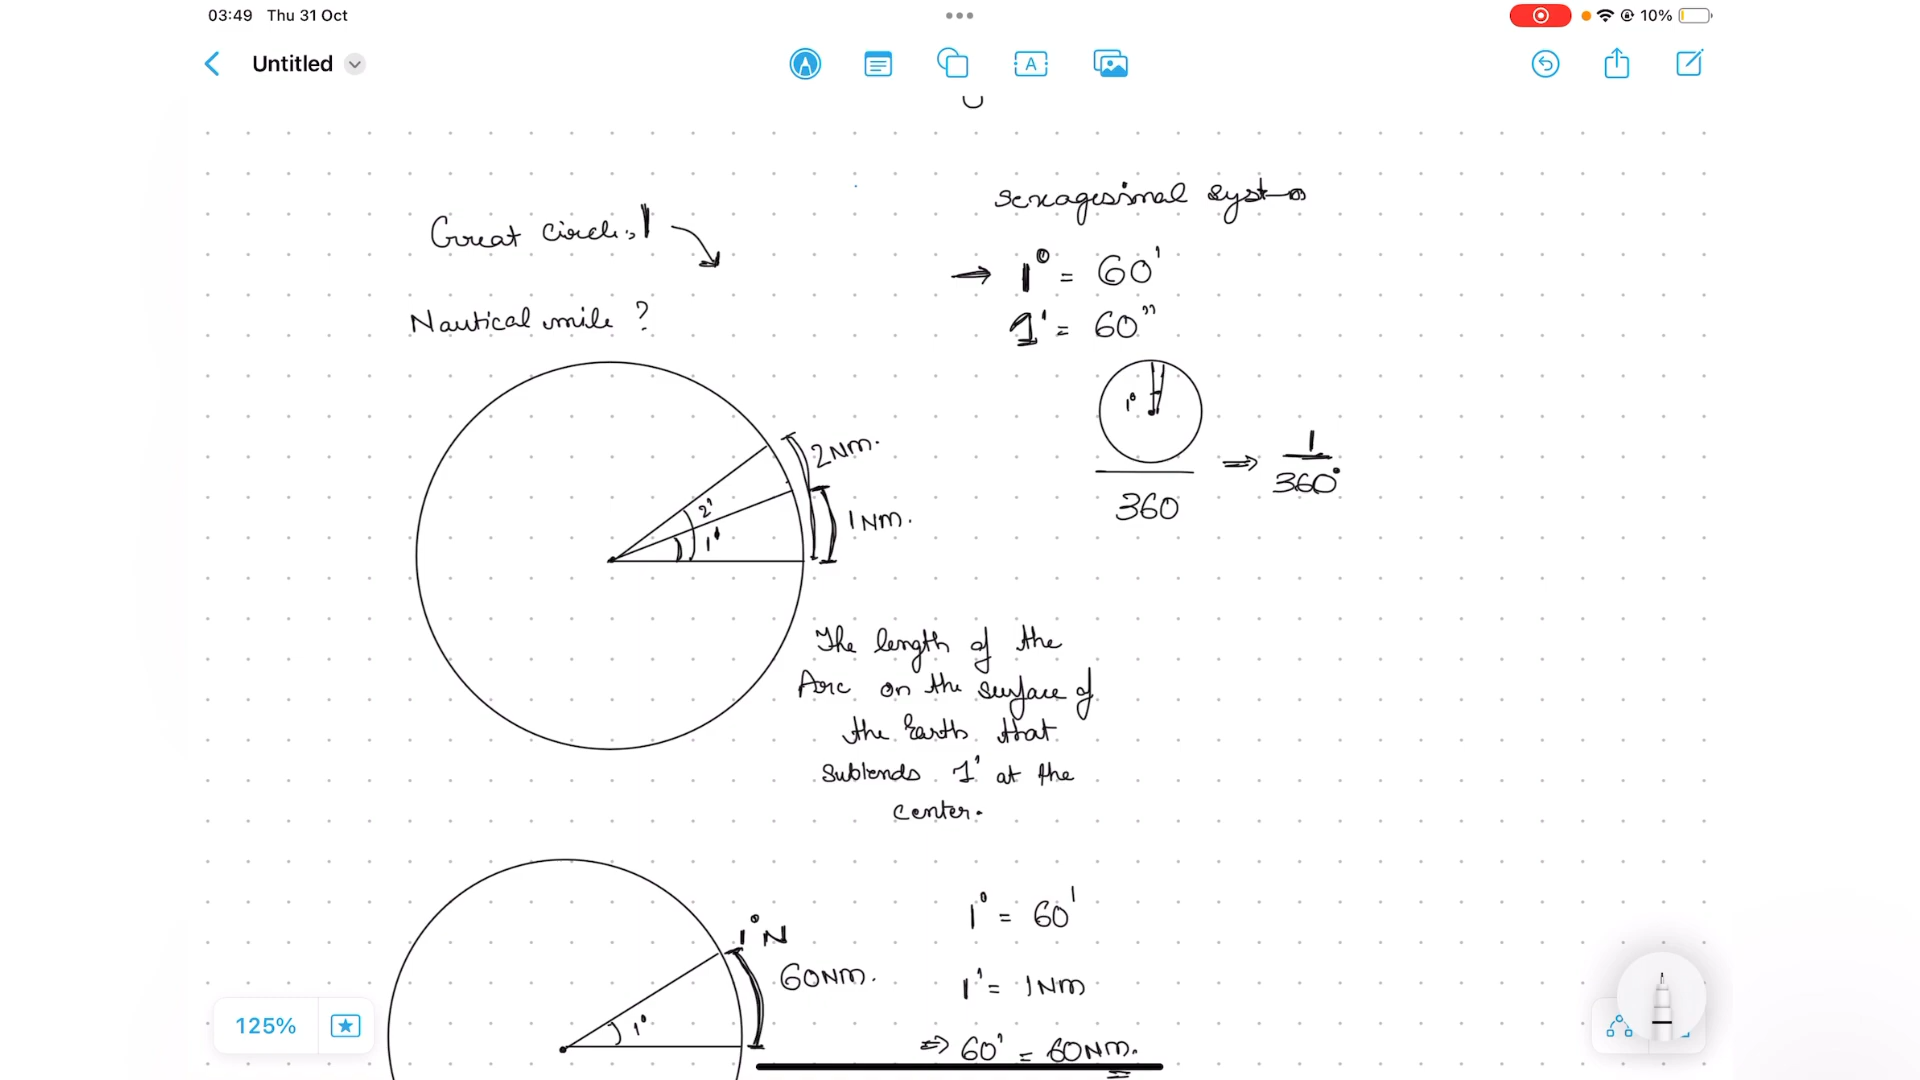 03:49 Thu 31 Oct
10%
Untitled
A
Great circle,
Nautical mile ?
2'
1'
2NM.
1NM.
sexagesimal system
→ 1° = 60'
1' = 60"
1°
360
⇒ 1
360°
The length of the
Arc on the surface of
the Earth that
subtends 1' at the
center.
1°N
60NM.
1°
1° = 60'
1' = 1NM
⇒ 60' = 60NM.
125%